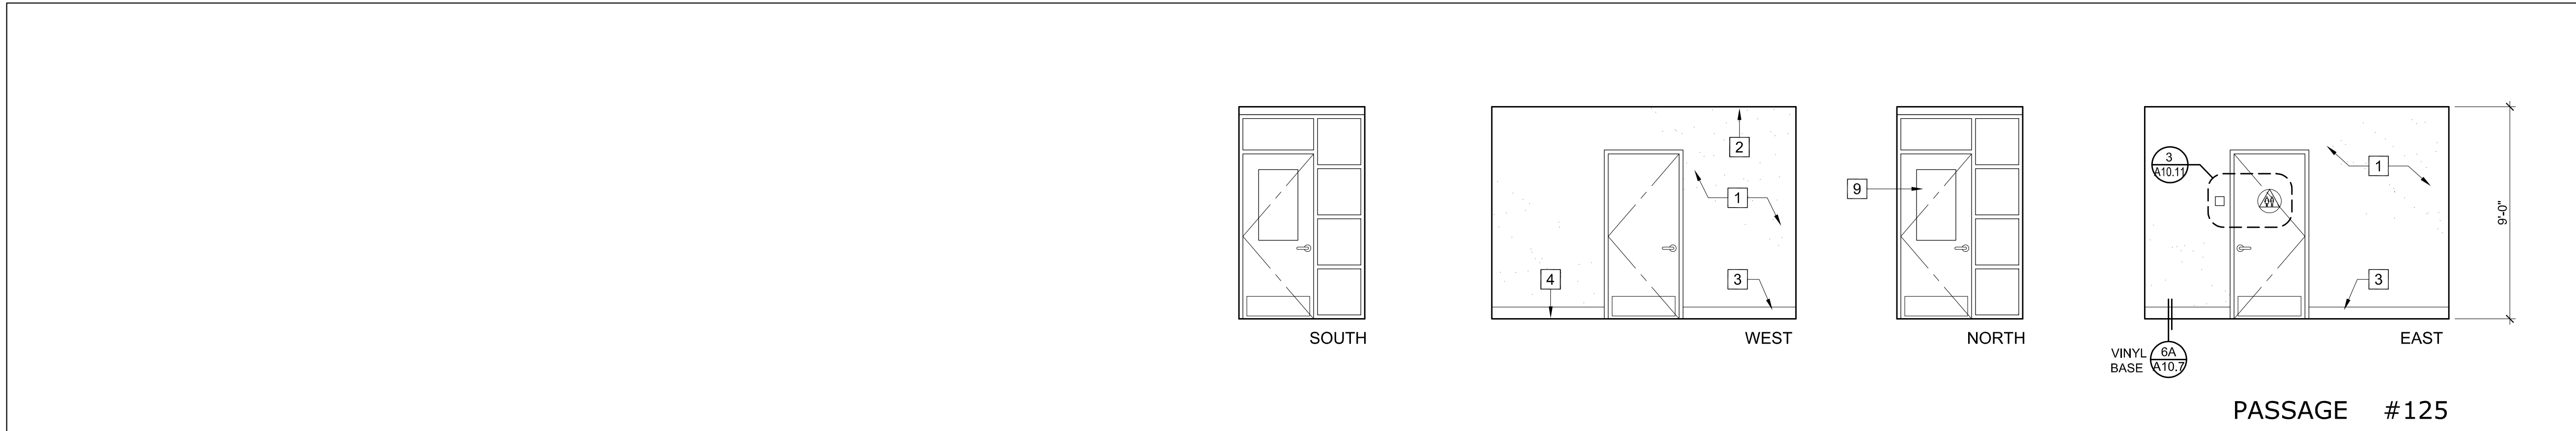 2
1
9
3
A10.11
1
9'-0"
4
3
3
SOUTH
WEST
NORTH
EAST
VINYL
BASE
6A
A10.7
PASSAGE #125